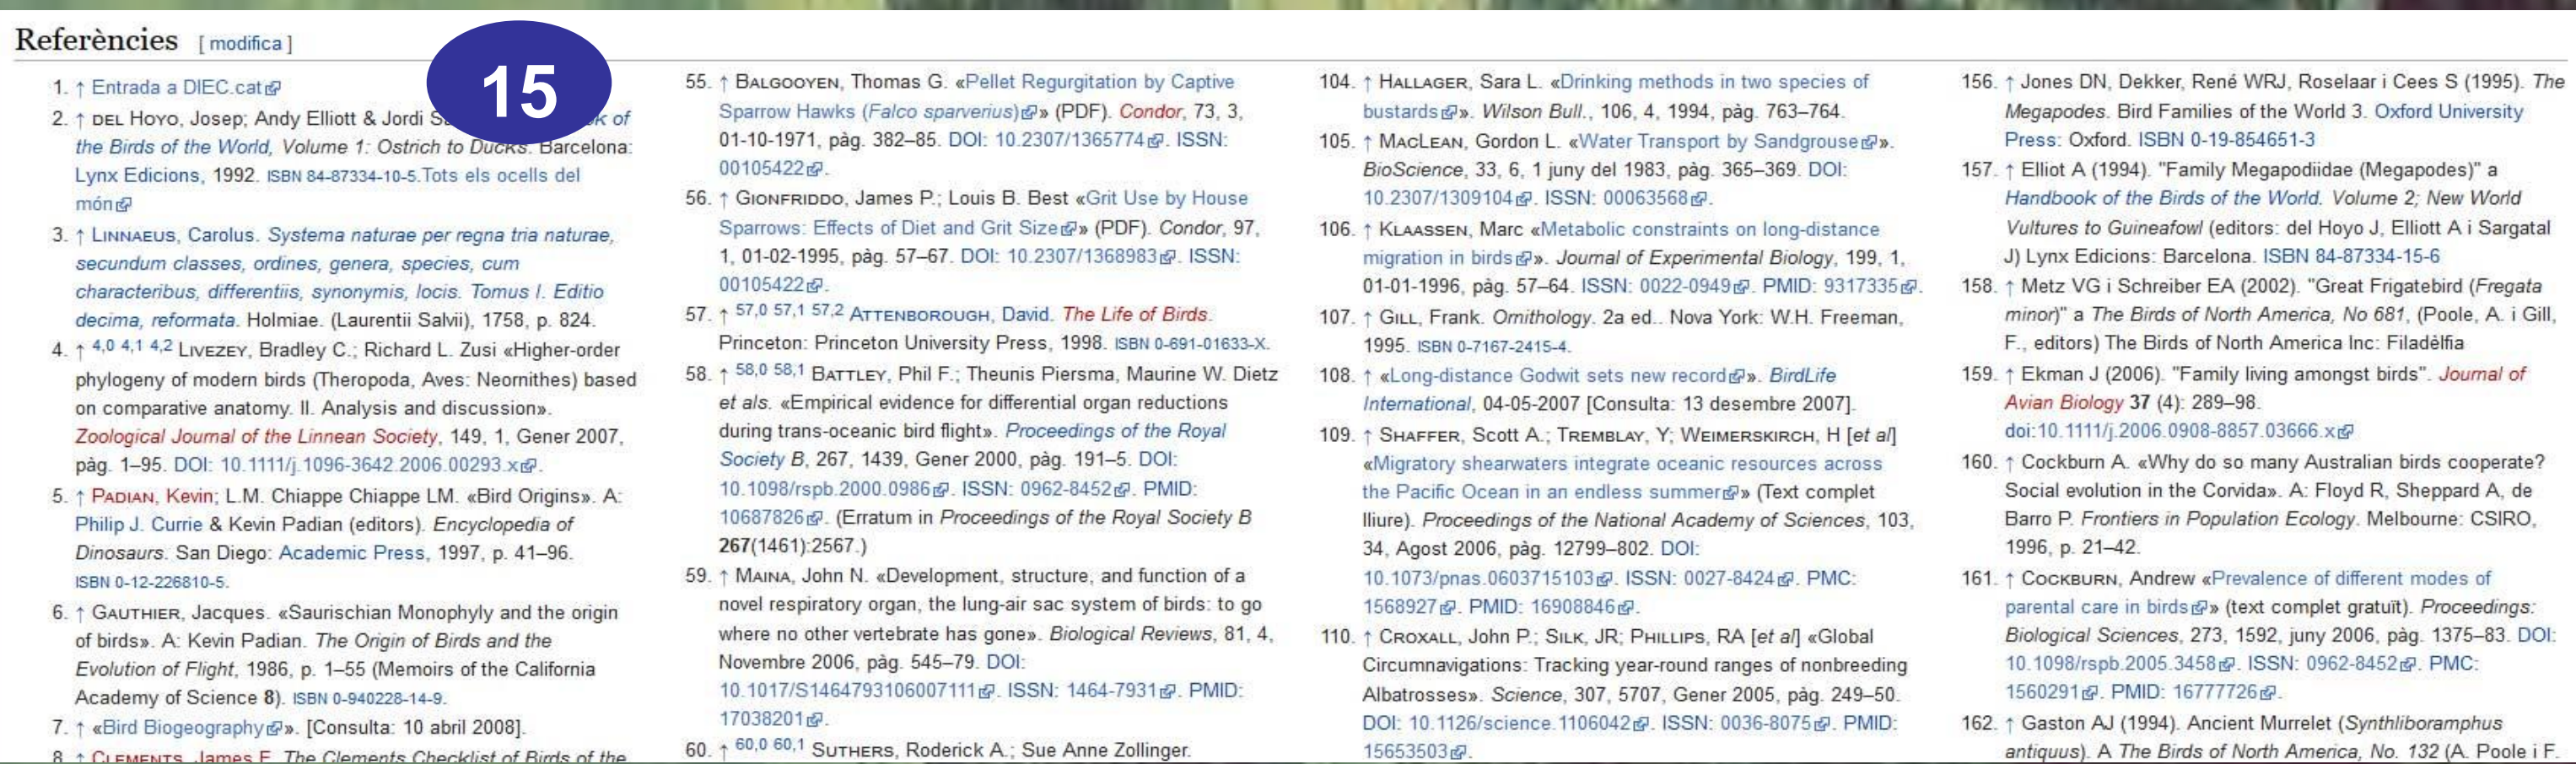 Referències [ modifica ]
15
1. ↑ Entrada a DIEC.cat
2. ↑ DEL HOYO, Josep; Andy Elliott & Jordi of
the Birds of the World, Volume 1: Ostrich to Ducks. Barcelona:
Lynx Edicions, 1992. ISBN 84-87334-10-5.Tots els ocells del
món
3. ↑ LINNAEUS, Carolus. Systema naturae per regna tria naturae,
secundum classes, ordines, genera, species, cum
characteribus, differentiis, synonymis, locis. Tomus I. Editio
decima, reformata. Holmiae. (Laurentii Salvii), 1758, p. 824.
4. ↑ 4,0 4,1 4,2 LIVEZEY, Bradley C.; Richard L. Zusi «Higher-order
phylogeny of modern birds (Theropoda, Aves: Neornithes) based
on comparative anatomy. II. Analysis and discussion».
Zoological Journal of the Linnean Society, 149, 1, Gener 2007,
pàg. 1–95. DOI: 10.1111/j.1096-3642.2006.00293.x.
5. ↑ PADIAN, Kevin; L.M. Chiappe Chiappe LM. «Bird Origins». A:
Philip J. Currie & Kevin Padian (editors). Encyclopedia of
Dinosaurs. San Diego: Academic Press, 1997, p. 41–96.
ISBN 0-12-226810-5.
6. ↑ GAUTHIER, Jacques. «Saurischian Monophyly and the origin
of birds». A: Kevin Padian. The Origin of Birds and the
Evolution of Flight, 1986, p. 1–55 (Memoirs of the California
Academy of Science 8). ISBN 0-940228-14-9.
7. ↑ «Bird Biogeography». [Consulta: 10 abril 2008].
8. ↑ CLEMENTS, James F. The Clements Checklist of Birds of the
55. ↑ BALGOOYEN, Thomas G. «Pellet Regurgitation by Captive
Sparrow Hawks (Falco sparverius)» (PDF). Condor, 73, 3,
01-10-1971, pàg. 382–85. DOI: 10.2307/1365774. ISSN:
00105422.
56. ↑ GIONFRIDDO, James P.; Louis B. Best «Grit Use by House
Sparrows: Effects of Diet and Grit Size» (PDF). Condor, 97,
1, 01-02-1995, pàg. 57–67. DOI: 10.2307/1368983. ISSN:
00105422.
57. ↑ 57,0 57,1 57,2 ATTENBOROUGH, David. The Life of Birds.
Princeton: Princeton University Press, 1998. ISBN 0-691-01633-X.
58. ↑ 58,0 58,1 BATTLEY, Phil F.; Theunis Piersma, Maurine W. Dietz
et als. «Empirical evidence for differential organ reductions
during trans-oceanic bird flight». Proceedings of the Royal
Society B, 267, 1439, Gener 2000, pàg. 191–5. DOI:
10.1098/rspb.2000.0986. ISSN: 0962-8452. PMID:
10687826. (Erratum in Proceedings of the Royal Society B
267(1461):2567.)
59. ↑ MAINA, John N. «Development, structure, and function of a
novel respiratory organ, the lung-air sac system of birds: to go
where no other vertebrate has gone». Biological Reviews, 81, 4,
Novembre 2006, pàg. 545–79. DOI:
10.1017/S1464793106007111. ISSN: 1464-7931. PMID:
17038201.
60. ↑ 60,0 60,1 SUTHERS, Roderick A.; Sue Anne Zollinger.
104. ↑ HALLAGER, Sara L. «Drinking methods in two species of
bustards». Wilson Bull., 106, 4, 1994, pàg. 763–764.
105. ↑ MACLEAN, Gordon L. «Water Transport by Sandgrouse».
BioScience, 33, 6, 1 juny del 1983, pàg. 365–369. DOI:
10.2307/1309104. ISSN: 00063568.
106. ↑ KLAASSEN, Marc «Metabolic constraints on long-distance
migration in birds». Journal of Experimental Biology, 199, 1,
01-01-1996, pàg. 57–64. ISSN: 0022-0949. PMID: 9317335.
107. ↑ GILL, Frank. Ornithology. 2a ed.. Nova York: W.H. Freeman,
1995. ISBN 0-7167-2415-4.
108. ↑ «Long-distance Godwit sets new record». BirdLife
International, 04-05-2007 [Consulta: 13 desembre 2007].
109. ↑ SHAFFER, Scott A.; TREMBLAY, Y; WEIMERSKIRCH, H [et al]
«Migratory shearwaters integrate oceanic resources across
the Pacific Ocean in an endless summer» (Text complet
lliure). Proceedings of the National Academy of Sciences, 103,
34, Agost 2006, pàg. 12799–802. DOI:
10.1073/pnas.0603715103. ISSN: 0027-8424. PMC:
1568927. PMID: 16908846.
110. ↑ CROXALL, John P.; SILK, JR; PHILLIPS, RA [et al] «Global
Circumnavigations: Tracking year-round ranges of nonbreeding
Albatrosses». Science, 307, 5707, Gener 2005, pàg. 249–50.
DOI: 10.1126/science.1106042. ISSN: 0036-8075. PMID:
15653503.
156. ↑ Jones DN, Dekker, René WRJ, Roselaar i Cees S (1995). The
Megapodes. Bird Families of the World 3. Oxford University
Press: Oxford. ISBN 0-19-854651-3
157. ↑ Elliot A (1994). "Family Megapodiidae (Megapodes)" a
Handbook of the Birds of the World. Volume 2; New World
Vultures to Guineafowl (editors: del Hoyo J, Elliott A i Sargatal
J) Lynx Edicions: Barcelona. ISBN 84-87334-15-6
158. ↑ Metz VG i Schreiber EA (2002). "Great Frigatebird (Fregata
minor)" a The Birds of North America, No 681, (Poole, A. i Gill,
F., editors) The Birds of North America Inc: Filadèlfia
159. ↑ Ekman J (2006). "Family living amongst birds". Journal of
Avian Biology 37 (4): 289–98.
doi:10.1111/j.2006.0908-8857.03666.x
160. ↑ Cockburn A. «Why do so many Australian birds cooperate?
Social evolution in the Corvida». A: Floyd R, Sheppard A, de
Barro P. Frontiers in Population Ecology. Melbourne: CSIRO,
1996, p. 21–42.
161. ↑ COCKBURN, Andrew «Prevalence of different modes of
parental care in birds» (text complet gratuït). Proceedings:
Biological Sciences, 273, 1592, juny 2006, pàg. 1375–83. DOI:
10.1098/rspb.2005.3458. ISSN: 0962-8452. PMC:
1560291. PMID: 16777726.
162. ↑ Gaston AJ (1994). Ancient Murrelet (Synthliboramphus
antiquus). A The Birds of North America, No. 132 (A. Poole i F.